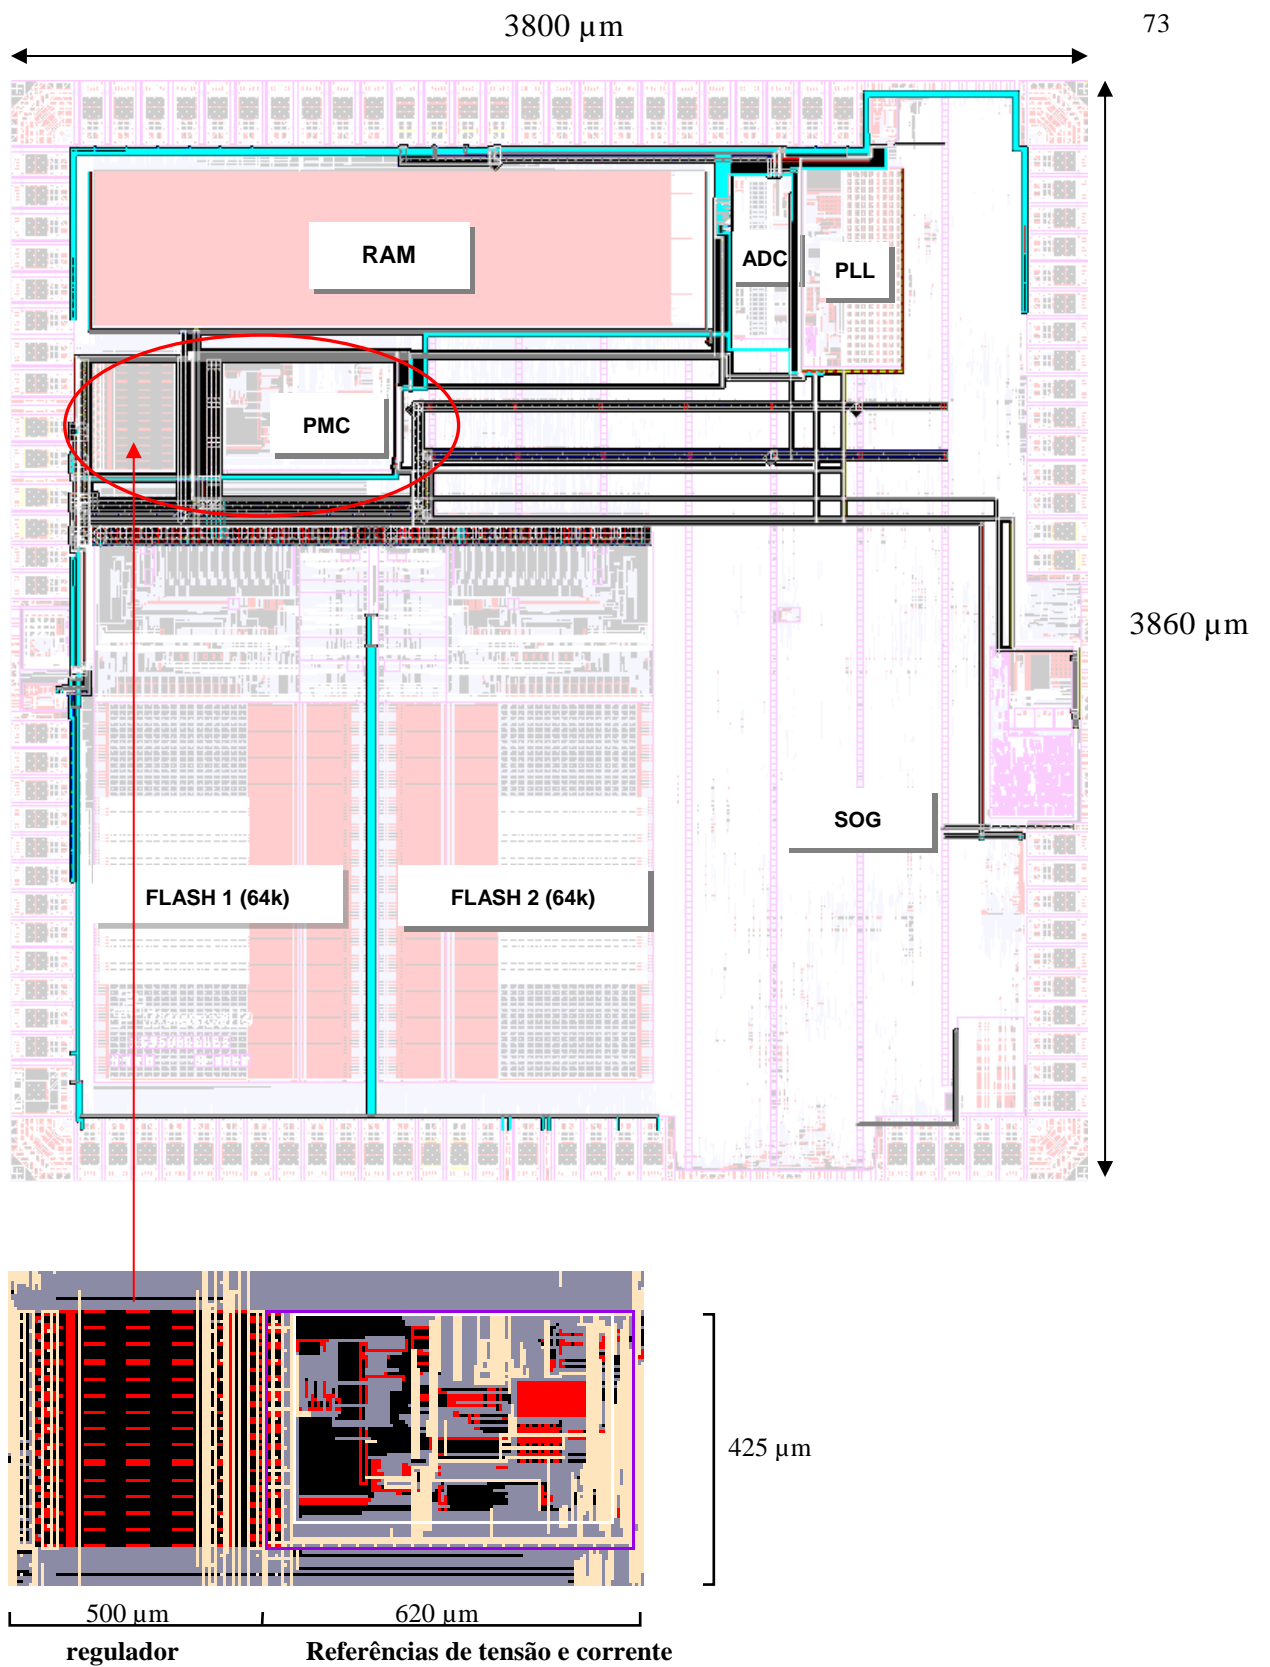 3800 µm
73
RAM
ADC
PLL
PMC
3860 µm
SOG
FLASH 1 (64k)
FLASH 2 (64k)
425 µm
500 µm
620 µm
regulador
Referências de tensão e corrente